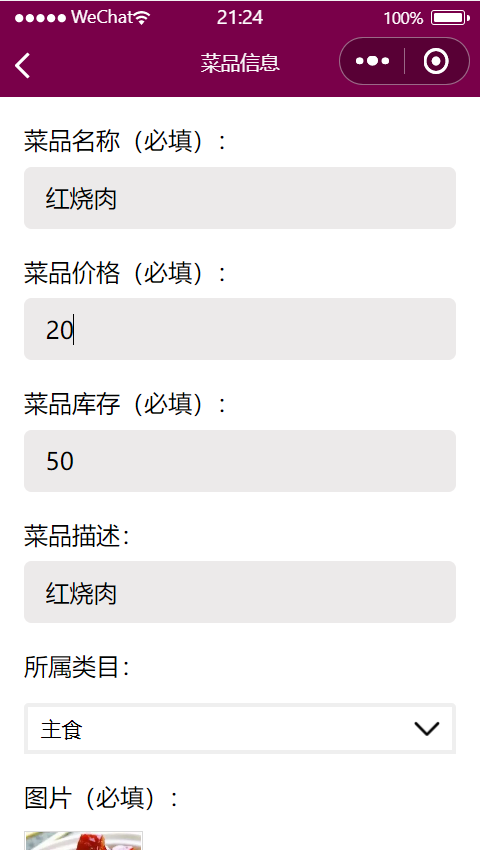 WeChat 21:24 100%
菜品信息
菜品名称（必填）：
红烧肉
菜品价格（必填）：
20
菜品库存（必填）：
50
菜品描述：
红烧肉
所属类目：
主食
图片（必填）：